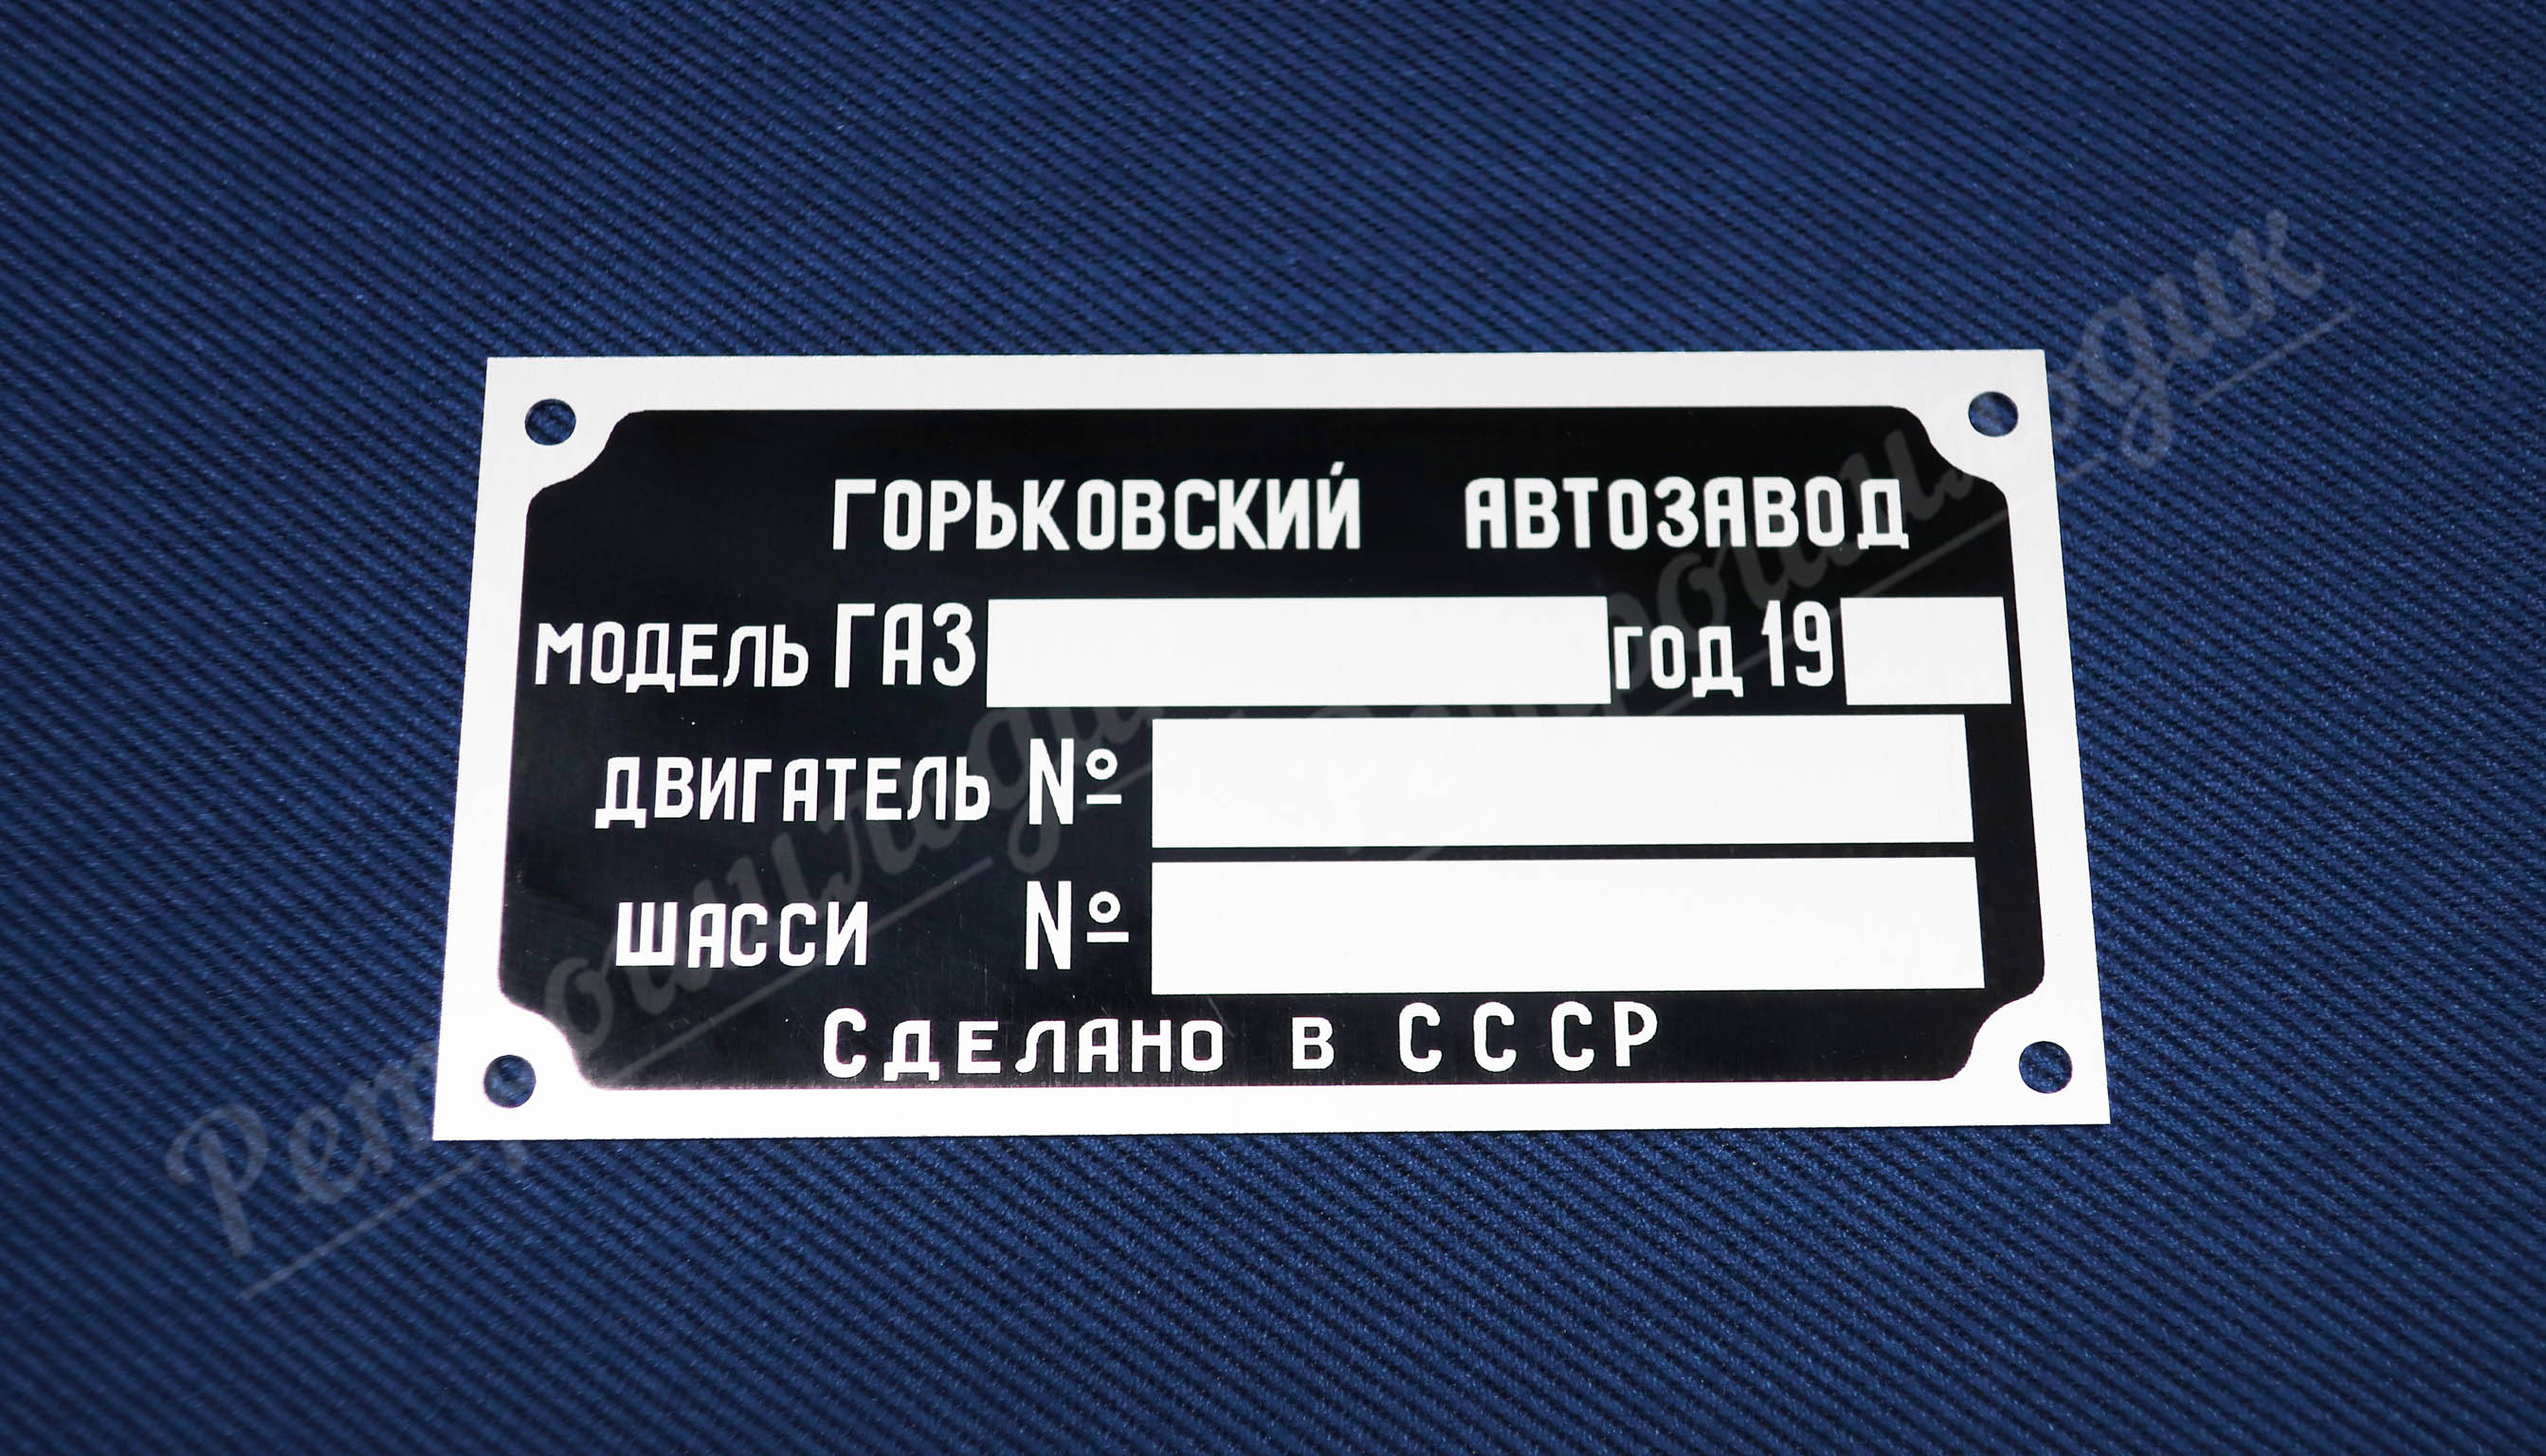 ГОРЬКОВСКИЙ АВТОЗАВОД
МОДЕЛЬ ГАЗ ГОД 19
ДВИГАТЕЛЬ №
ШАССИ №
СДЕЛАНО В СССР